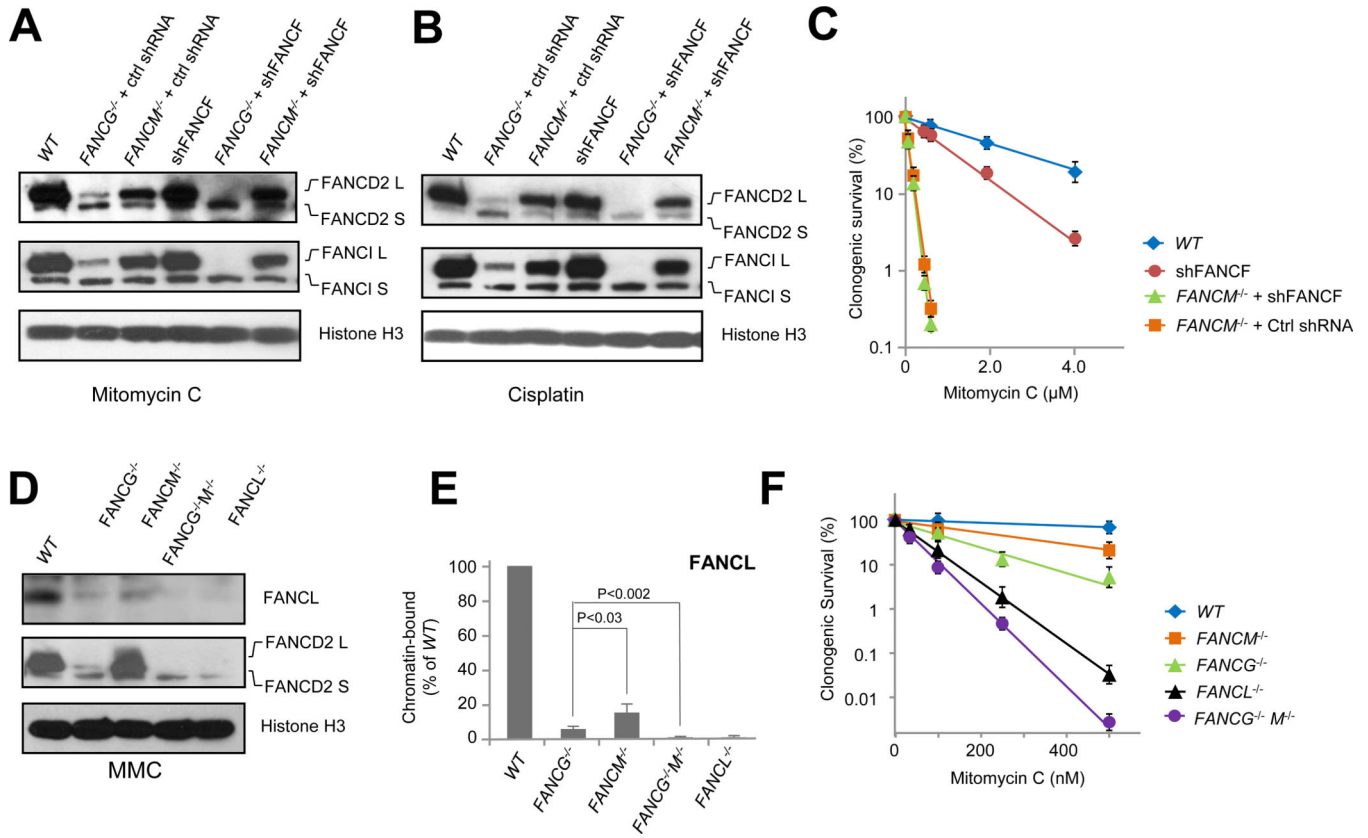 A
WT
FANCG-/- + ctrl shRNA
FANCM-/- + ctrl shRNA
shFANCF
FANCG-/- + shFANCF
FANCM-/- + shFANCF
FANCD2 L
FANCD2 S
FANCI L
FANCI S
Histone H3
Mitomycin C
B
WT
FANCG-/- + ctrl shRNA
FANCM-/- + ctrl shRNA
shFANCF
FANCG-/- + shFANCF
FANCM-/- + shFANCF
FANCD2 L
FANCD2 S
FANCI L
FANCI S
Histone H3
Cisplatin
C
Clonogenic survival (%)
100
10
1
0.1
0 2.0 4.0
Mitomycin C (µM)
WT
shFANCF
FANCM-/- + shFANCF
FANCM-/- + Ctrl shRNA
D
WT
FANCG-/-
FANCM-/-
FANCG-/-M-/-
FANCL-/-
FANCL
FANCD2 L
FANCD2 S
Histone H3
MMC
E
FANCL
Chromatin-bound
(% of WT)
100
80
60
40
20
0
P<0.002
P<0.03
WT
FANCG-/-
FANCM-/-
FANCG-/-M-/-
FANCL-/-
F
Clonogenic Survival (%)
100
10
1
0.1
0.01
0 200 400
Mitomycin C (nM)
WT
FANCM-/-
FANCG-/-
FANCL-/-
FANCG-/- M-/-